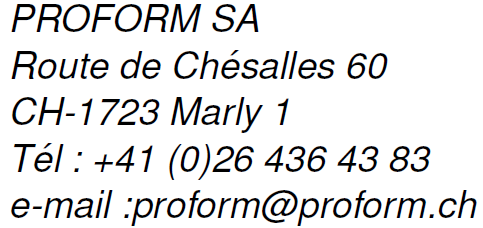 PROFORM SA
Route de Chésalles 60
CH-1723 Marly 1
Tél : +41 (0)26 436 43 83
e-mail :proform@proform.ch